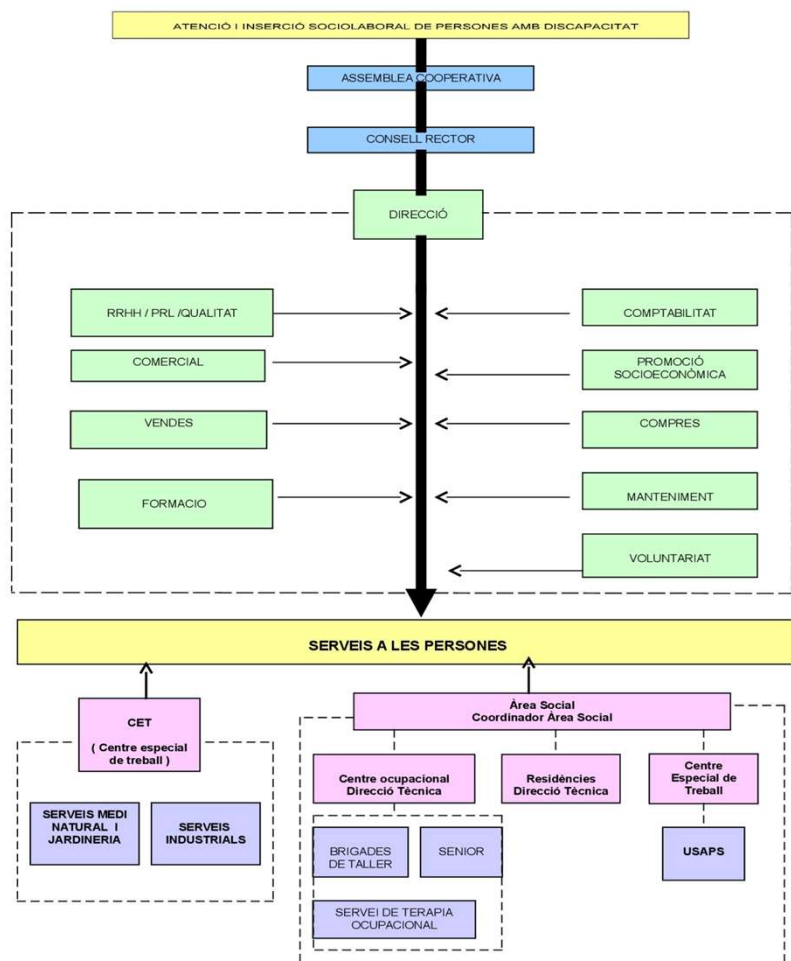 ATENCIÓ I INSERCIÓ SOCIOLABORAL DE PERSONES AMB DISCAPACITAT
ASSEMBLEA COOPERATIVA
CONSELL RECTOR
DIRECCIÓ
RRHH / PRL /QUALITAT
COMERCIAL
VENDES
FORMACIO
COMPTABILITAT
PROMOCIÓ
SOCIOECONÒMICA
COMPRES
MANTENIMENT
VOLUNTARIAT
SERVEIS A LES PERSONES
CET
( Centre especial
de treball )
SERVEIS MEDI
NATURAL I
JARDINERIA
SERVEIS
INDUSTRIALS
Àrea Social
Coordinador Àrea Social
Centre ocupacional
Direcció Tècnica
Residències
Direcció Tècnica
Centre
Especial de
Treball
BRIGADES
DE TALLER
SENIOR
SERVEI DE TERAPIA
OCUPACIONAL
USAPS